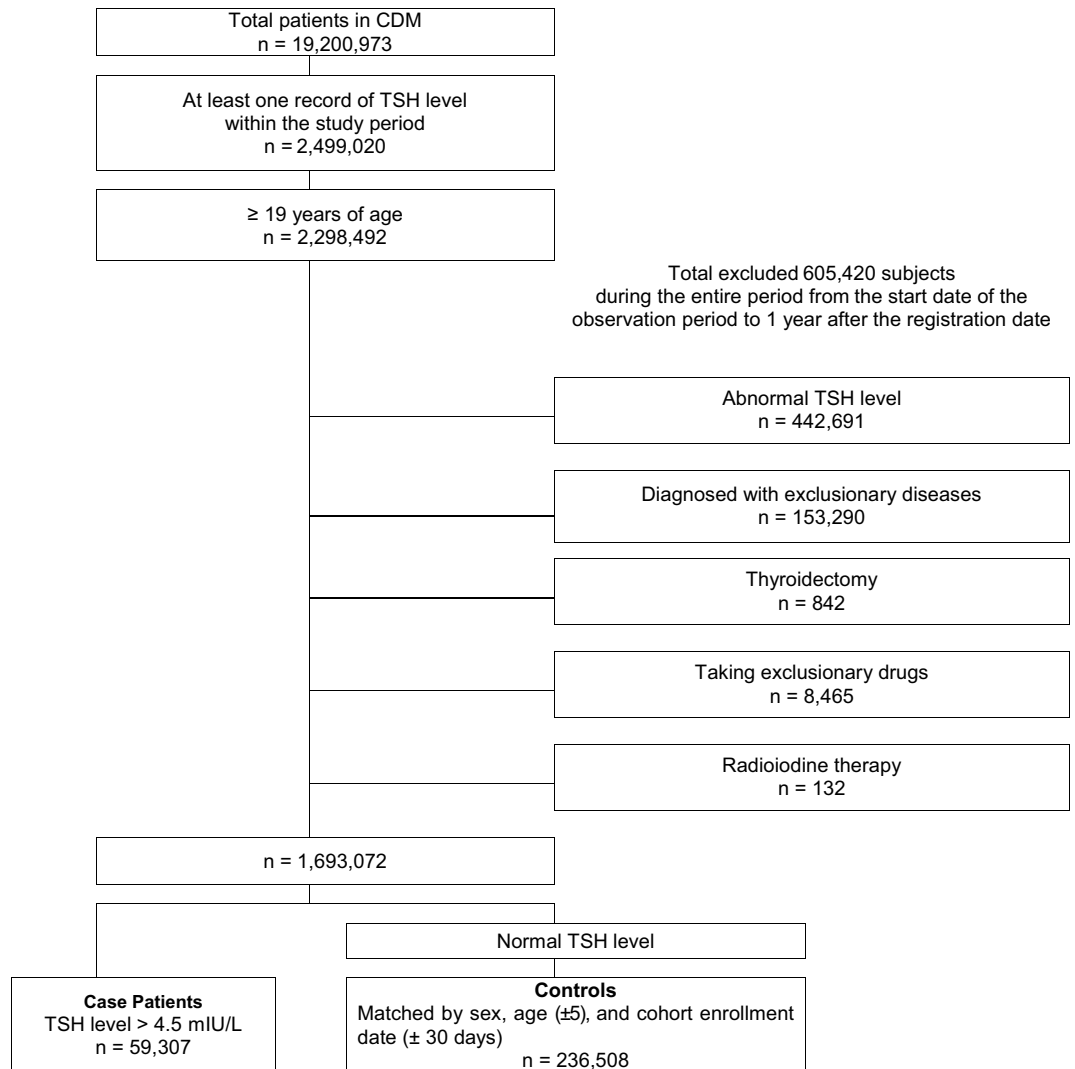 Total patients in CDM
n = 19,200,973
At least one record of TSH level
within the study period
n = 2,499,020
≥ 19 years of age
n = 2,298,492
Total excluded 605,420 subjects
during the entire period from the start date of the
observation period to 1 year after the registration date
Abnormal TSH level
n = 442,691
Diagnosed with exclusionary diseases
n = 153,290
Thyroidectomy
n = 842
Taking exclusionary drugs
n = 8,465
Radioiodine therapy
n = 132
n = 1,693,072
Normal TSH level
Case Patients
TSH level > 4.5 mIU/L
n = 59,307
Controls
Matched by sex, age (±5), and cohort enrollment
date (± 30 days)
n = 236,508